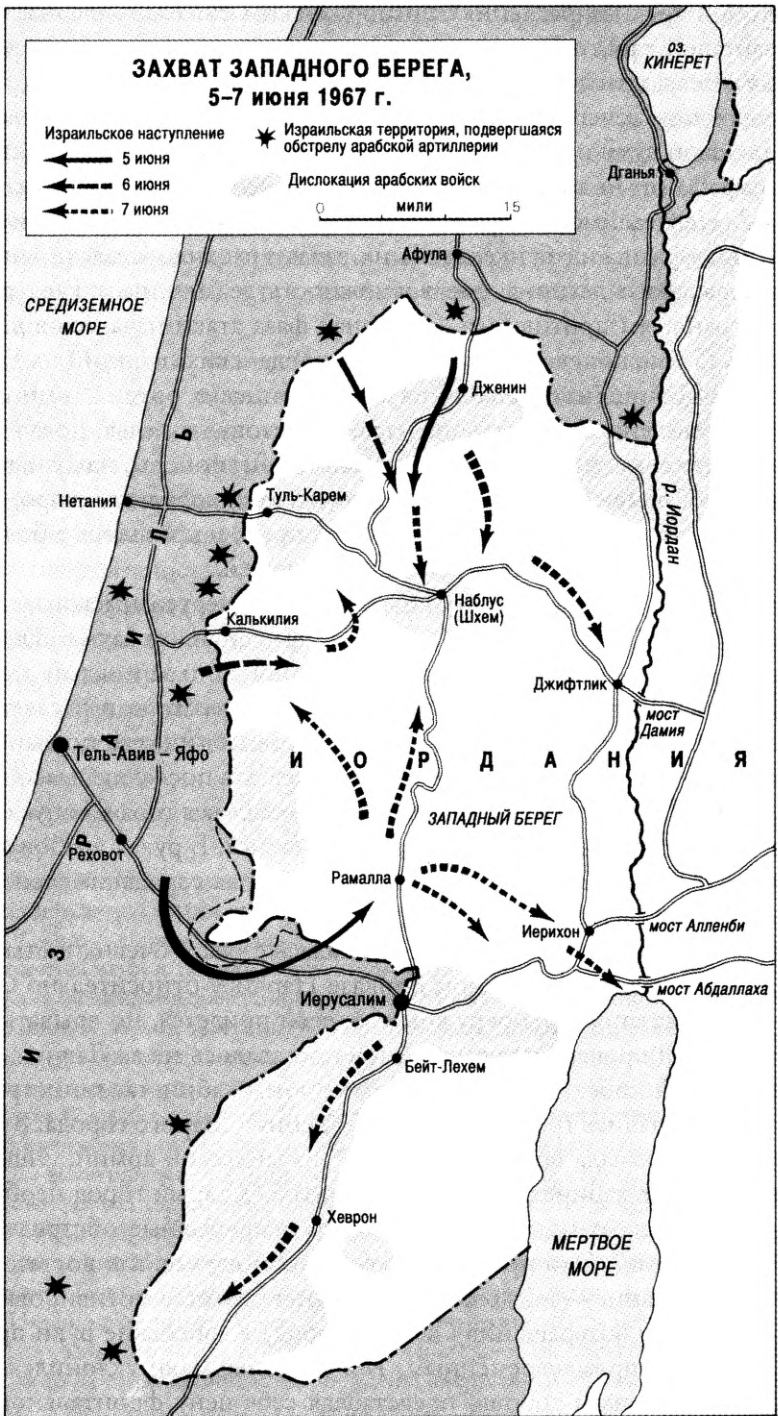 ЗАХВАТ ЗАПАДНОГО БЕРЕГА,
5–7 июня 1967 г.
Израильское наступление
5 июня
6 июня
7 июня
Израильская территория, подвергшаяся
обстрелу арабской артиллерии
Дислокация арабских войск
0 мили 15
оз.
КИНЕРЕТ
Дганья
Афула
СРЕДИЗЕМНОЕ
МОРЕ
Дженин
Нетания
Туль-Карем
р. Иордан
Наблус
(Шхем)
Калькилия
Джифтлик
мост
Дамия
Тель-Авив – Яфо
ИОРДАНИЯ
ЗАПАДНЫЙ БЕРЕГ
Реховот
Рамалла
Иерихон
мост Алленби
мост Абдаллаха
Иерусалим
Бейт-Лехем
ИЗРАИЛЬ
Хеврон
МЕРТВОЕ
МОРЕ